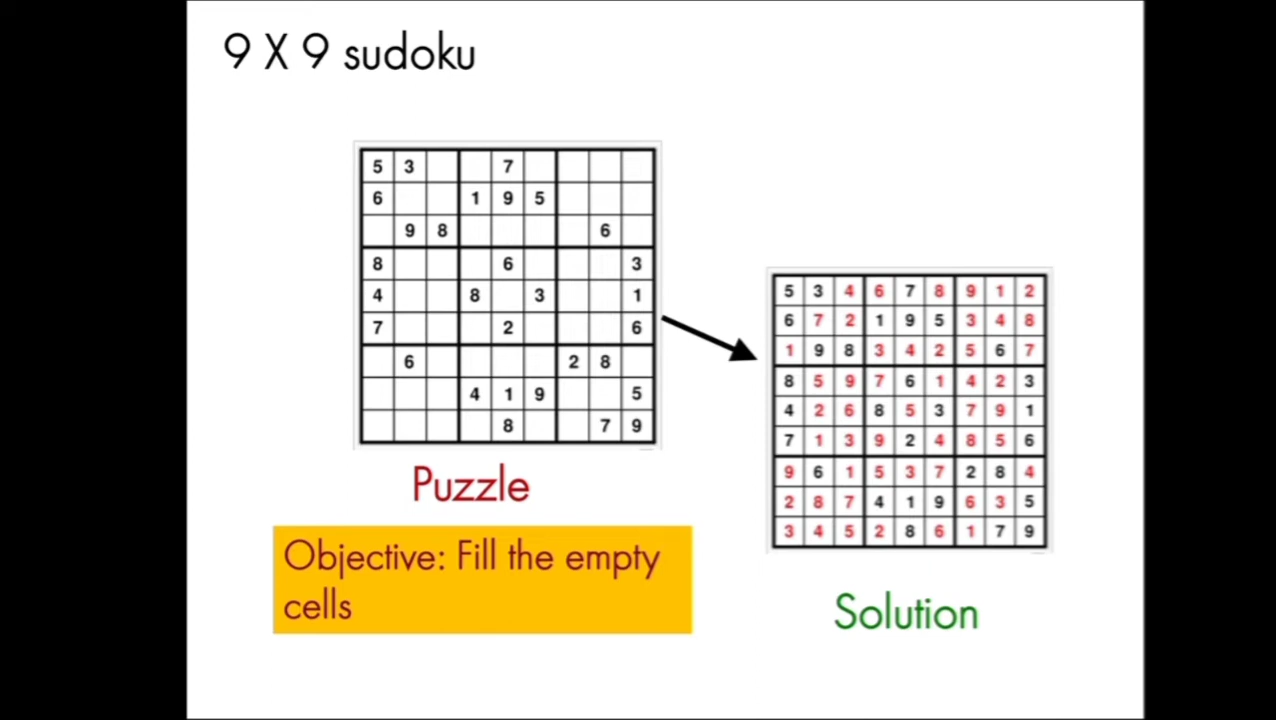 9 X 9 sudoku
5 3 7
6 1 9 5
9 8 6
8 6 3
4 8 3 1
7 2 6
6 2 8
4 1 9 5
8 7 9
Puzzle
Objective: Fill the empty
cells
5 3 4 6 7 8 9 1 2
6 7 2 1 9 5 3 4 8
1 9 8 3 4 2 5 6 7
8 5 9 7 6 1 4 2 3
4 2 6 8 5 3 7 9 1
7 1 3 9 2 4 8 5 6
9 6 1 5 3 7 2 8 4
2 8 7 4 1 9 6 3 5
3 4 5 2 8 6 1 7 9
Solution